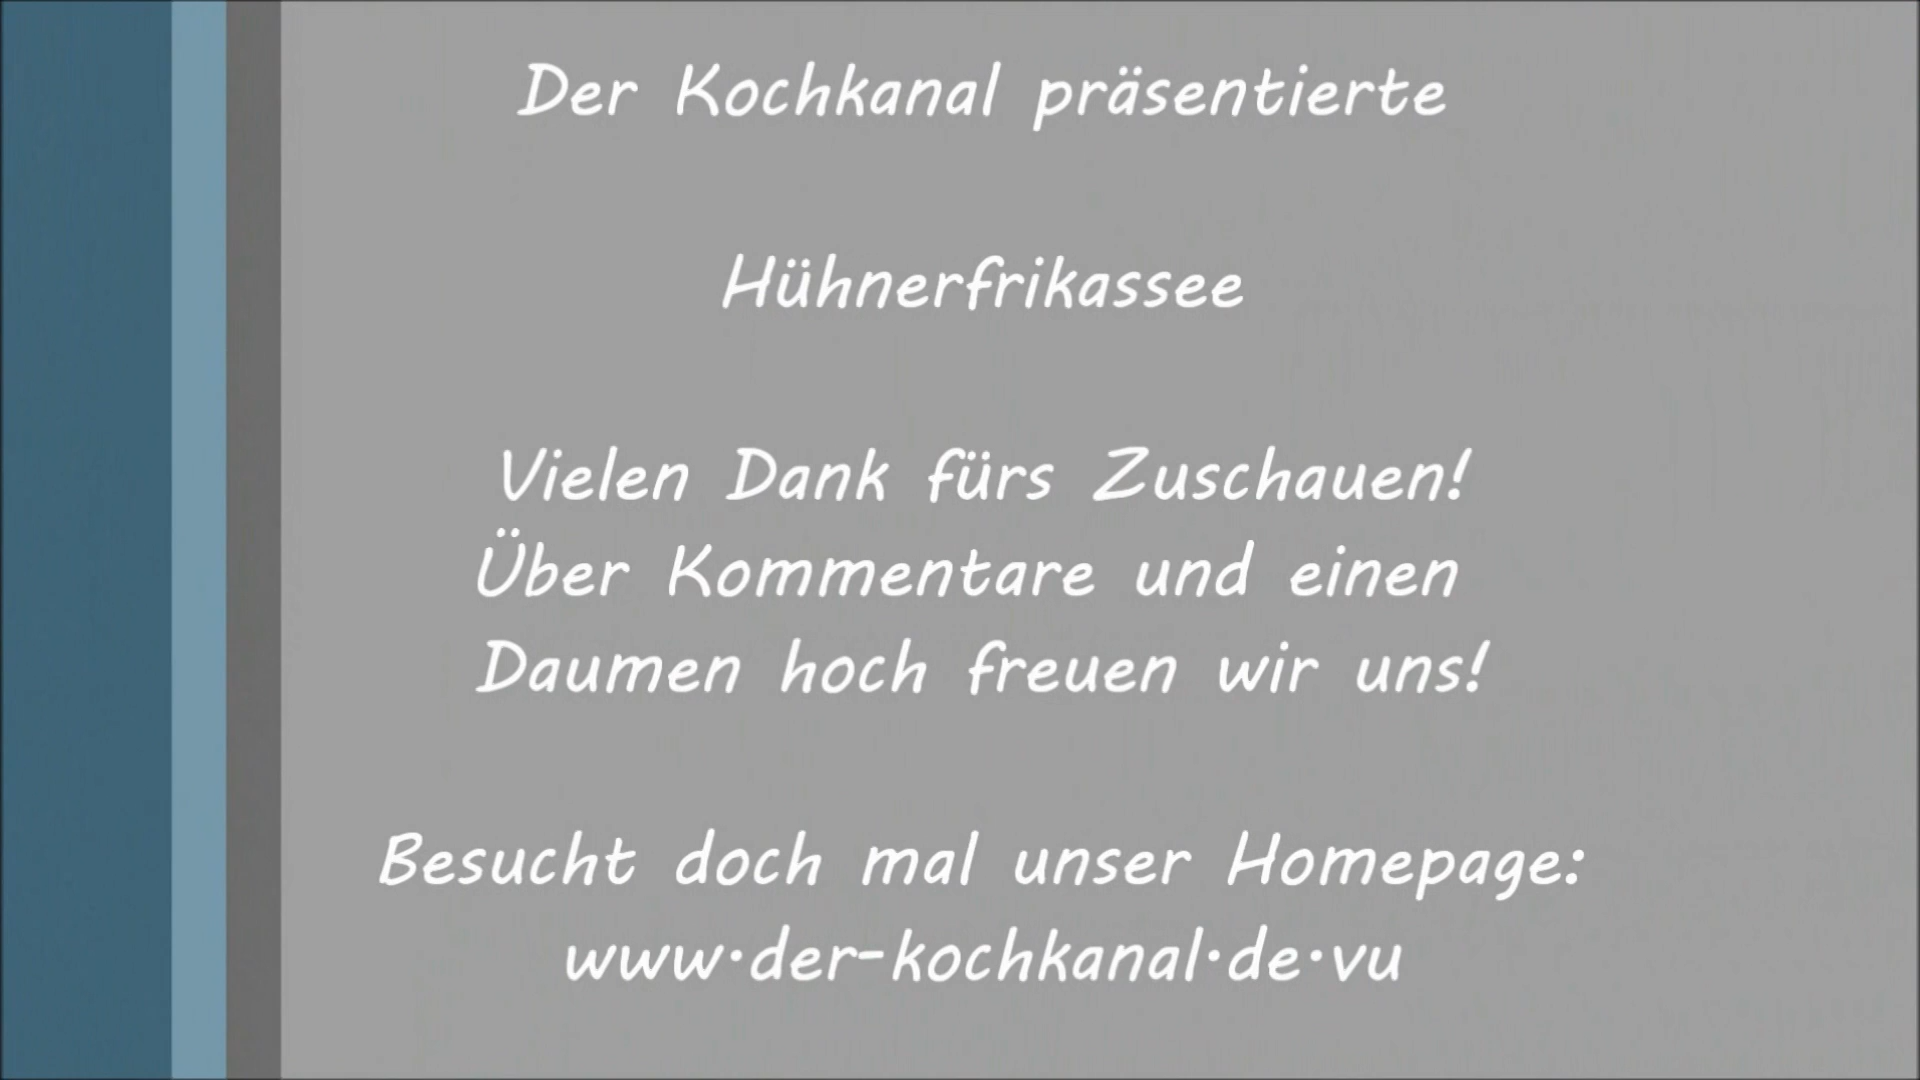 Der Kochkanal präsentierte
Hühnerfrikassee
Vielen Dank fürs Zuschauen!
Über Kommentare und einen
Daumen hoch freuen wir uns!
Besucht doch mal unser Homepage:
www·der-kochkanal·de·vu